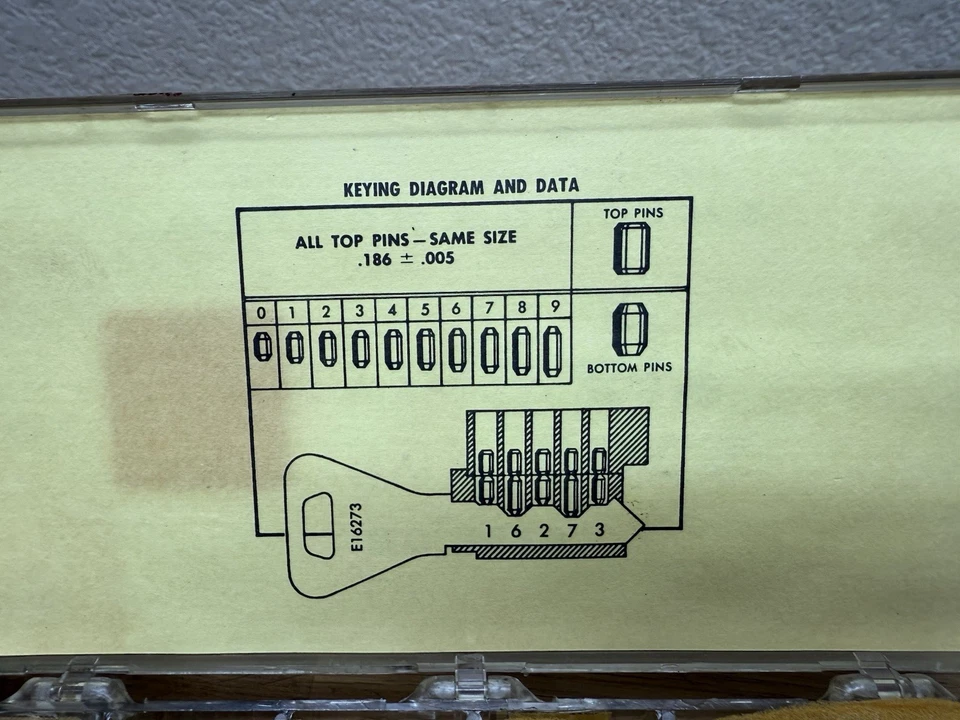 KEYING DIAGRAM AND DATA
ALL TOP PINS — SAME SIZE
.186 ± .005
TOP PINS
0 1 2 3 4 5 6 7 8 9
BOTTOM PINS
E16273
1 6 2 7 3